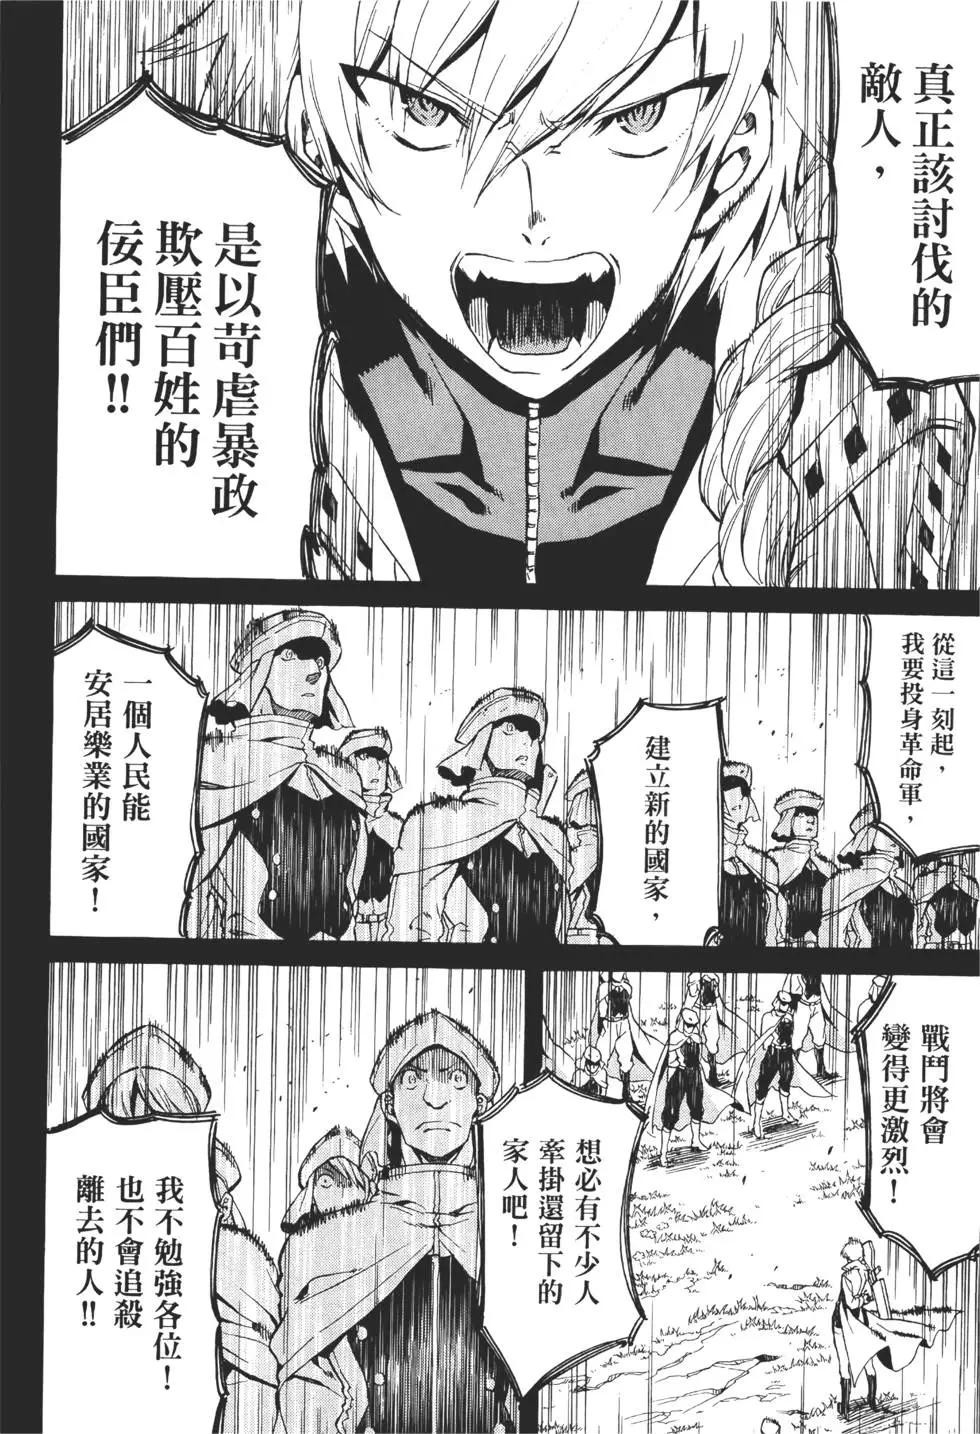 真正該討伐的
敵人，
是以苛虐暴政
欺壓百姓的
佞臣們!!
從這一刻起，
我要投身革命軍，
建立新的國家，
一個人民能
安居樂業的國家！
戰鬥將會
變得更激烈！
想必有不少人
牽掛還留下的
家人吧！
我不勉強各位！
也不會追殺
離去的人!!